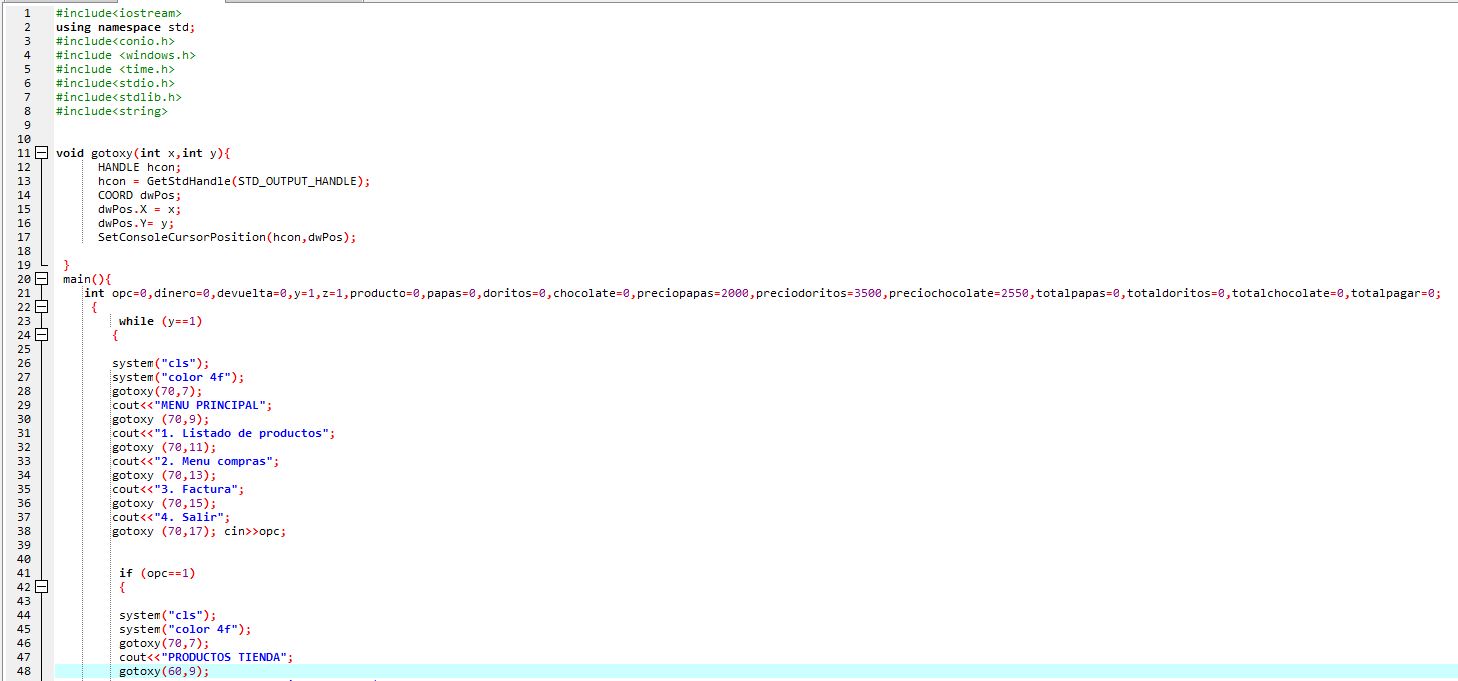 1 #include<iostream>
2 using namespace std;
3 #include<conio.h>
4 #include <windows.h>
5 #include <time.h>
6 #include<stdio.h>
7 #include<stdlib.h>
8 #include<string>
9
10
11 void gotoxy(int x,int y){
12 HANDLE hcon;
13 hcon = GetStdHandle(STD_OUTPUT_HANDLE);
14 COORD dwPos;
15 dwPos.X = x;
16 dwPos.Y= y;
17 SetConsoleCursorPosition(hcon,dwPos);
18
19 }
20 main(){
21 int opc=0,dinero=0,devuelta=0,y=1,z=1,producto=0,papas=0,doritos=0,chocolate=0,preciopapas=2000,preciodoritos=3500,preciochocolate=2550,totalpapas=0,totaldoritos=0,totalchocolate=0,totalpagar=0;
22 {
23 while (y==1)
24 {
25
26 system("cls");
27 system("color 4f");
28 gotoxy(70,7);
29 cout<<"MENU PRINCIPAL";
30 gotoxy (70,9);
31 cout<<"1. Listado de productos";
32 gotoxy (70,11);
33 cout<<"2. Menu compras";
34 gotoxy (70,13);
35 cout<<"3. Factura";
36 gotoxy (70,15);
37 cout<<"4. Salir";
38 gotoxy (70,17); cin>>opc;
39
40
41 if (opc==1)
42 {
43
44 system("cls");
45 system("color 4f");
46 gotoxy(70,7);
47 cout<<"PRODUCTOS TIENDA";
48 gotoxy(60,9);